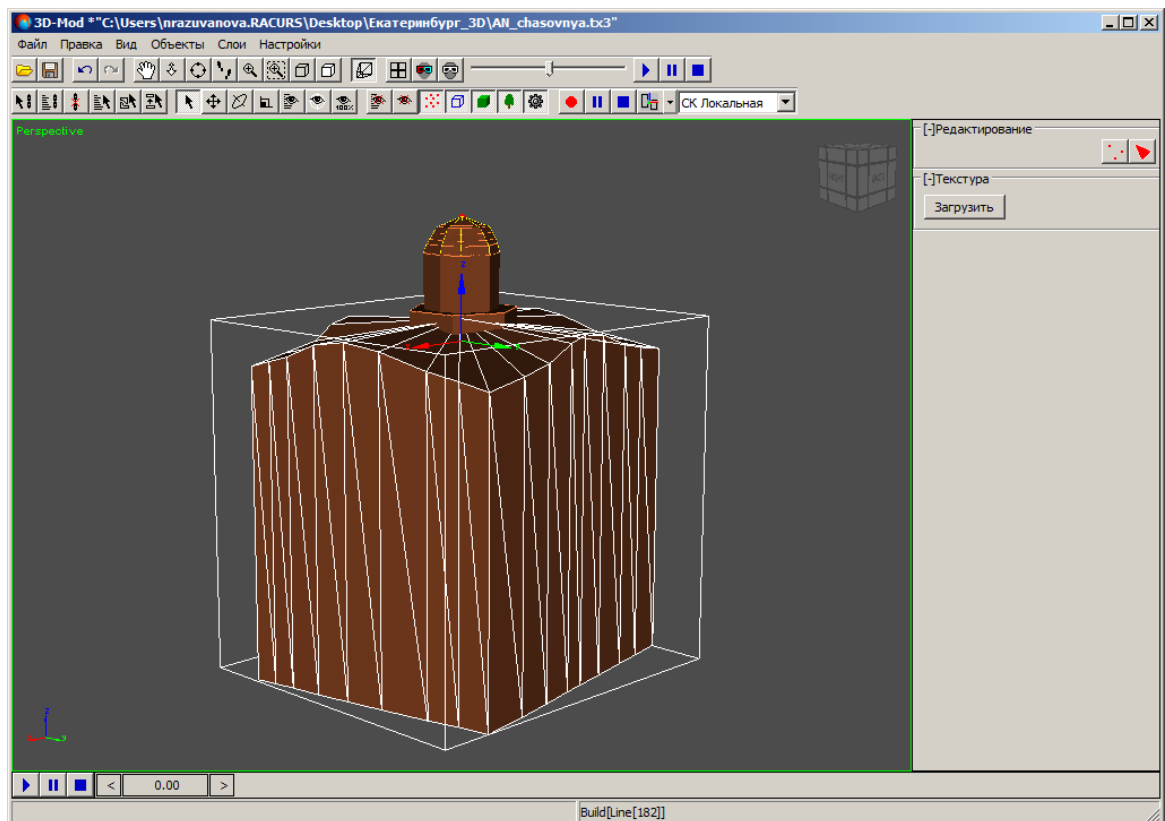 3D-Mod *"C:\Users\nrazuvanova.RACURS\Desktop\Екатеринбург_3D\AN_chasovnya.tx3"
Файл Правка Вид Объекты Слои Настройки
100%
СК Локальная
Perspective
[-]Редактирование
[-]Текстура
Загрузить
z
z
< 0.00 >
Build[Line[182]]